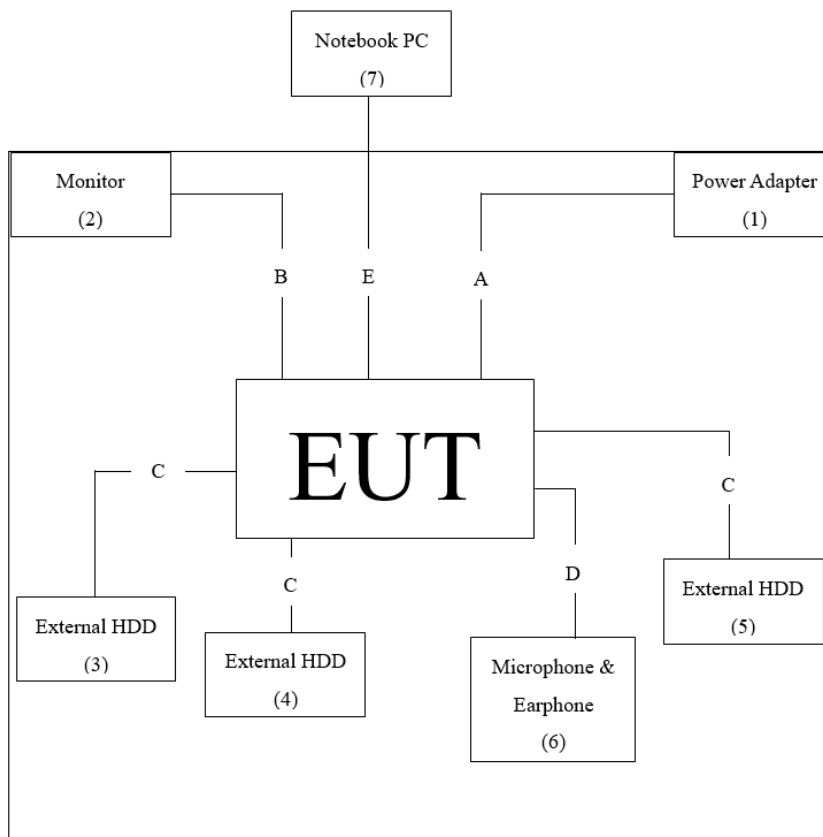 Notebook PC
(7)
Monitor
(2)
Power Adapter
(1)
B
E
A
EUT
C
C
D
C
External HDD
(3)
External HDD
(4)
Microphone &
Earphone
(6)
External HDD
(5)